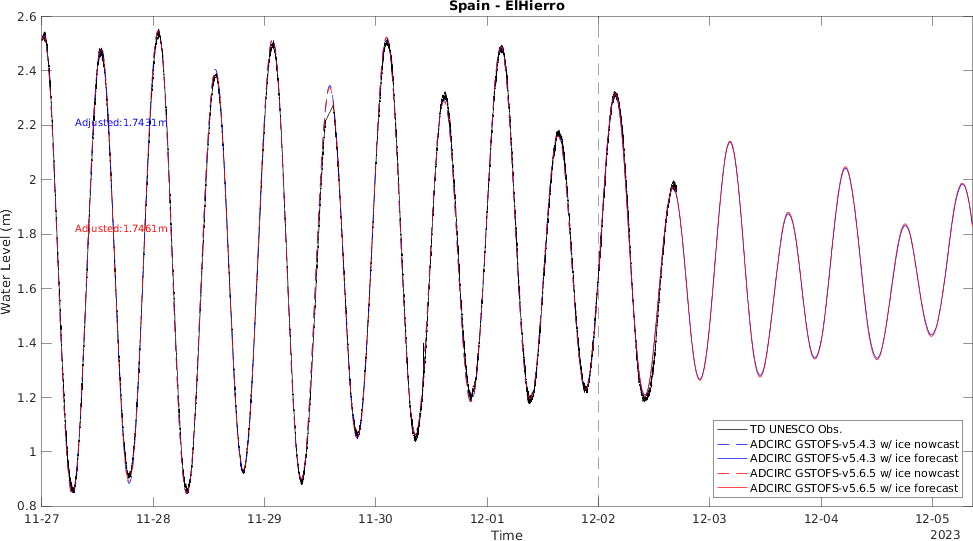 Spain - ElHierro
2.6
2.4
2.2
2
1.8
1.6
1.4
1.2
1
0.8
Water Level (m)
Adjusted:1.7431m
Adjusted:1.7461m
TD UNESCO Obs.
ADCIRC GSTOFS-v5.4.3 w/ ice nowcast
ADCIRC GSTOFS-v5.4.3 w/ ice forecast
ADCIRC GSTOFS-v5.6.5 w/ ice nowcast
ADCIRC GSTOFS-v5.6.5 w/ ice forecast
11-27 11-28 11-29 11-30 12-01 12-02 12-03 12-04 12-05
2023
Time